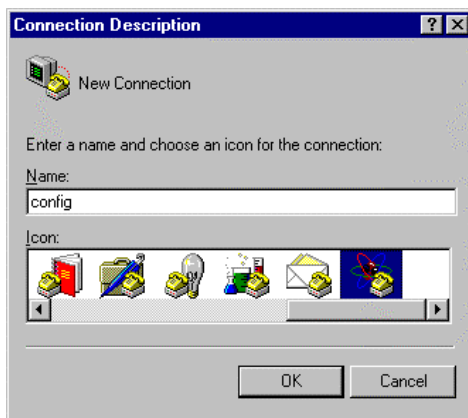 Connection Description
New Connection
Enter a name and choose an icon for the connection:
Name:
config
Icon:
OK Cancel